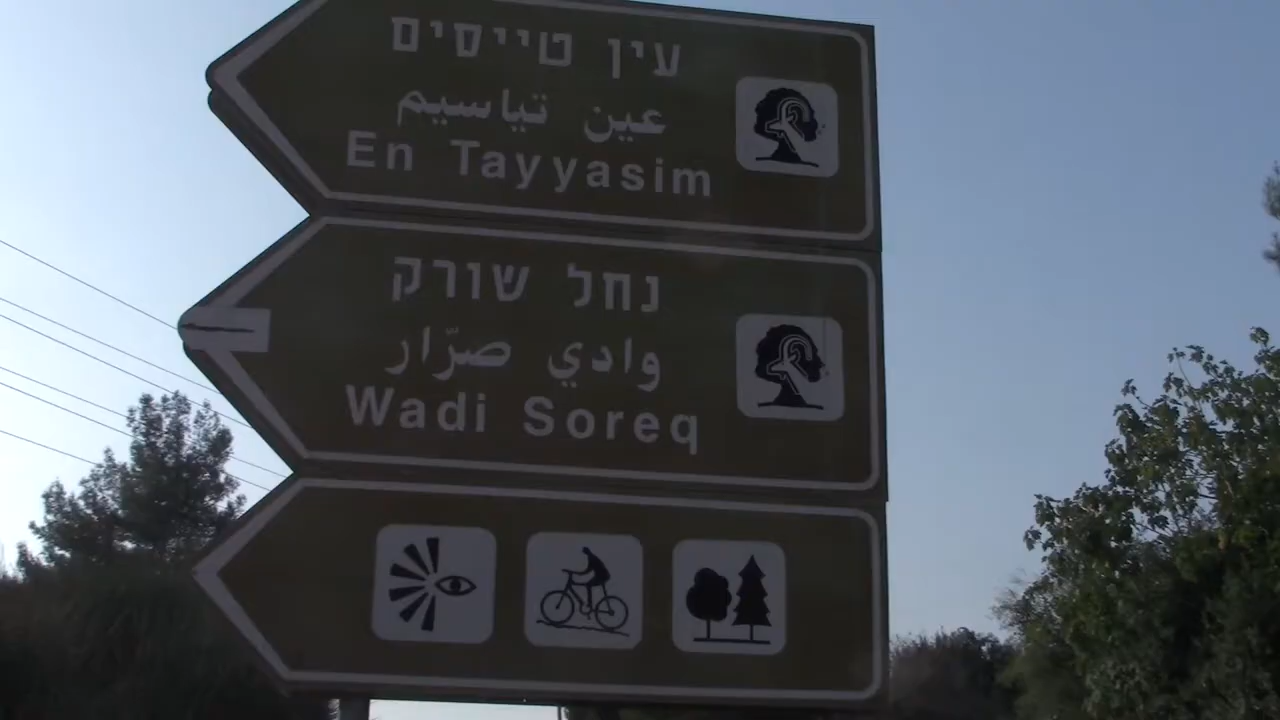 עין טייסים
عين تياسيم
En Tayyasim
נחל שורק
وادي صرّار
Wadi Soreq